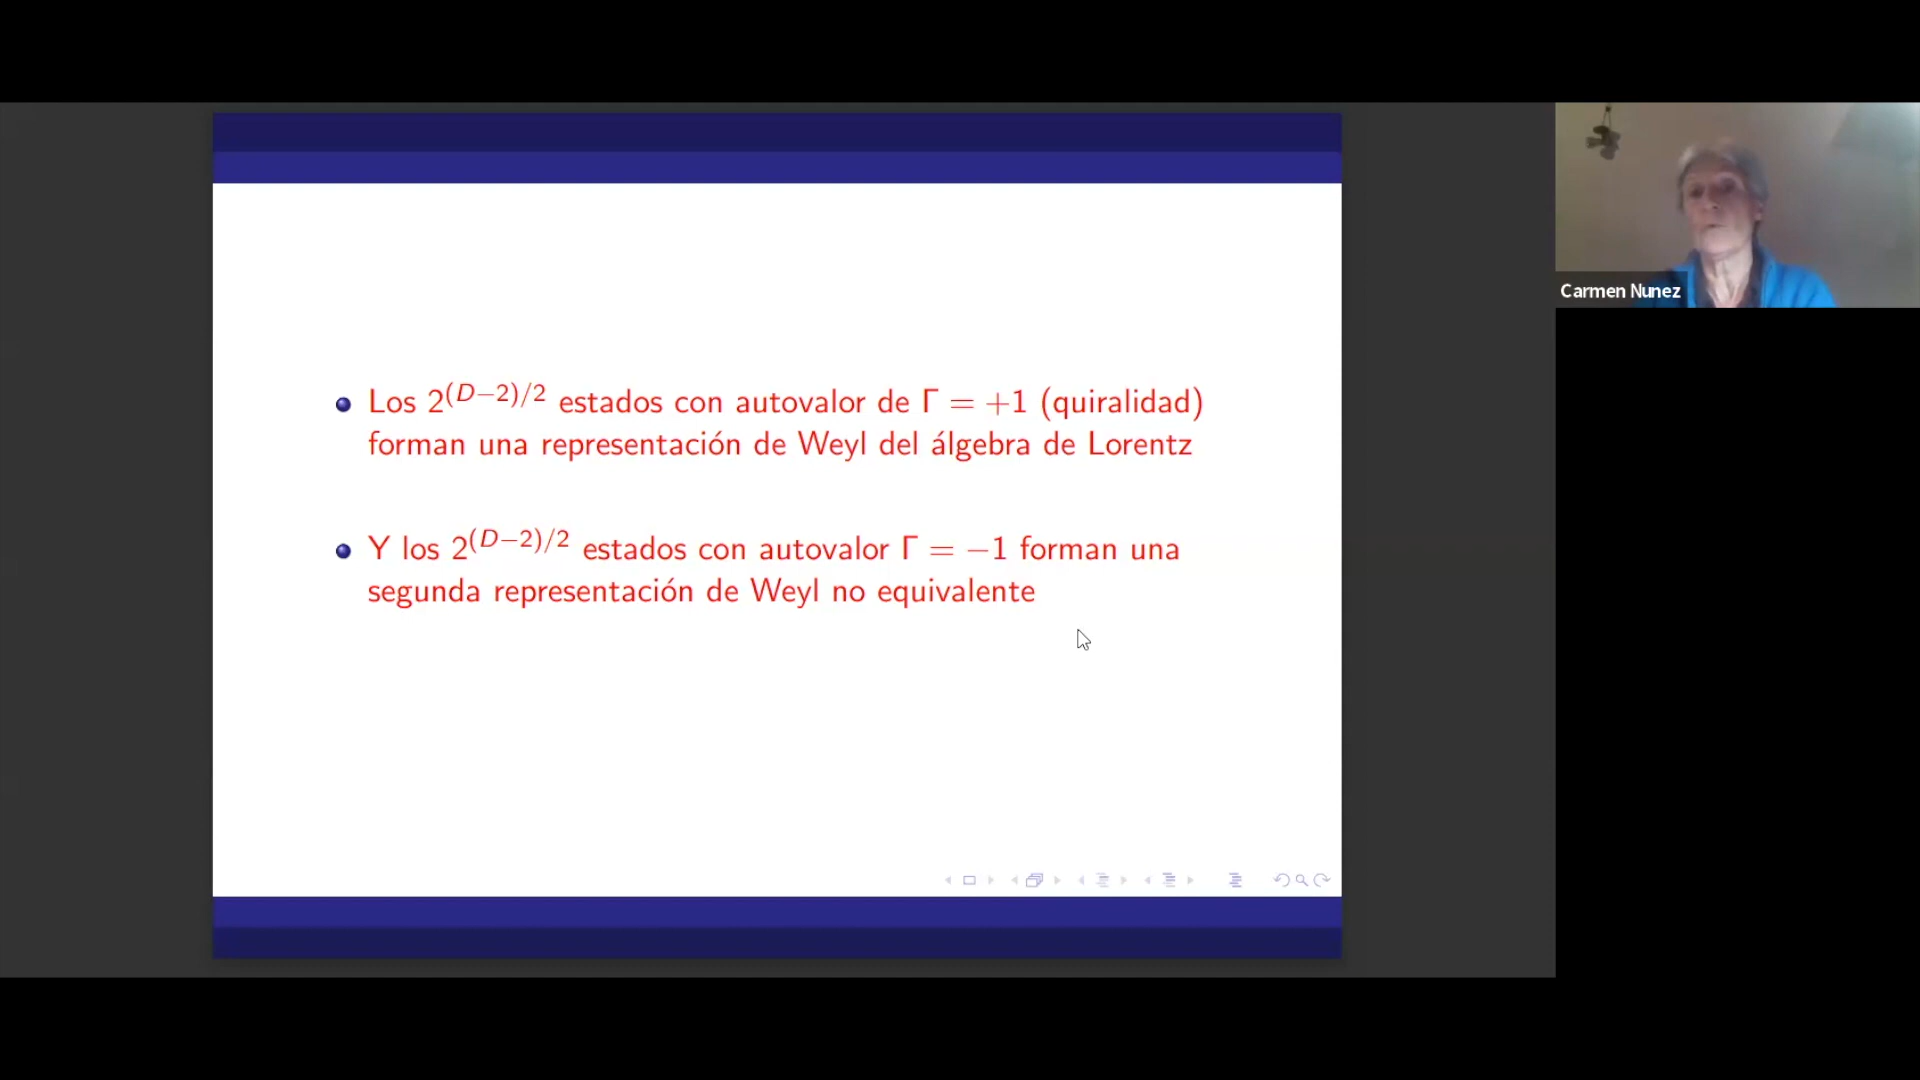 Los 2^(D−2)/2 estados con autovalor de Γ = +1 (quiralidad)
forman una representación de Weyl del álgebra de Lorentz
Y los 2^(D−2)/2 estados con autovalor Γ = −1 forman una
segunda representación de Weyl no equivalente
Carmen Nunez